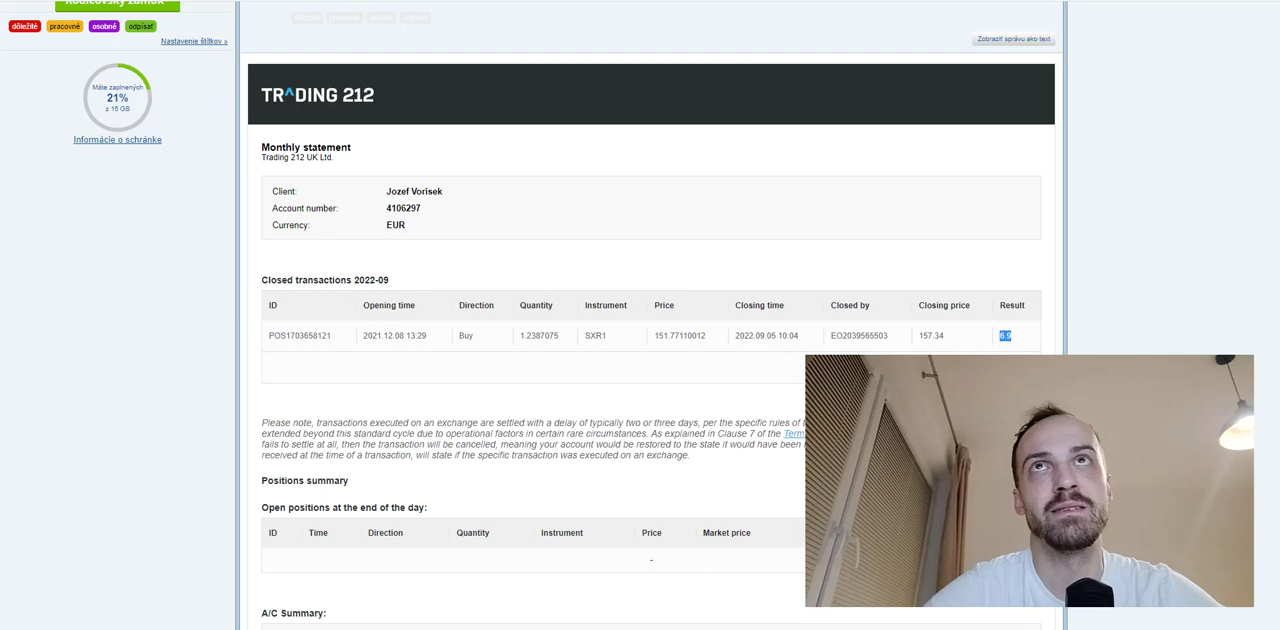 Rodičovský zámok
dôležité pracovné osobné odpísať
Nastavenie štítkov »
Máte zaplnených
21%
z 15 GB
Informácie o schránke
Zobraziť správu ako text
TRADING 212
Monthly statement
Trading 212 UK Ltd.
Client: Jozef Vorisek
Account number: 4106297
Currency: EUR
Closed transactions 2022-09
ID Opening time Direction Quantity Instrument Price Closing time Closed by Closing price Result
POS1703658121 2021.12.08 13:29 Buy 1.2387075 SXR1 151.77110012 2022.09.05 10:04 EO2039565503 157.34 6.9
Please note, transactions executed on an exchange are settled with a delay of typically two or three days, per the specific rules of
extended beyond this standard cycle due to operational factors in certain rare circumstances. As explained in Clause 7 of the Term
fails to settle at all, then the transaction will be cancelled, meaning your account would be restored to the state it would have been
received at the time of a transaction, will state if the specific transaction was executed on an exchange.
Positions summary
Open positions at the end of the day:
ID Time Direction Quantity Instrument Price Market price
-
A/C Summary: